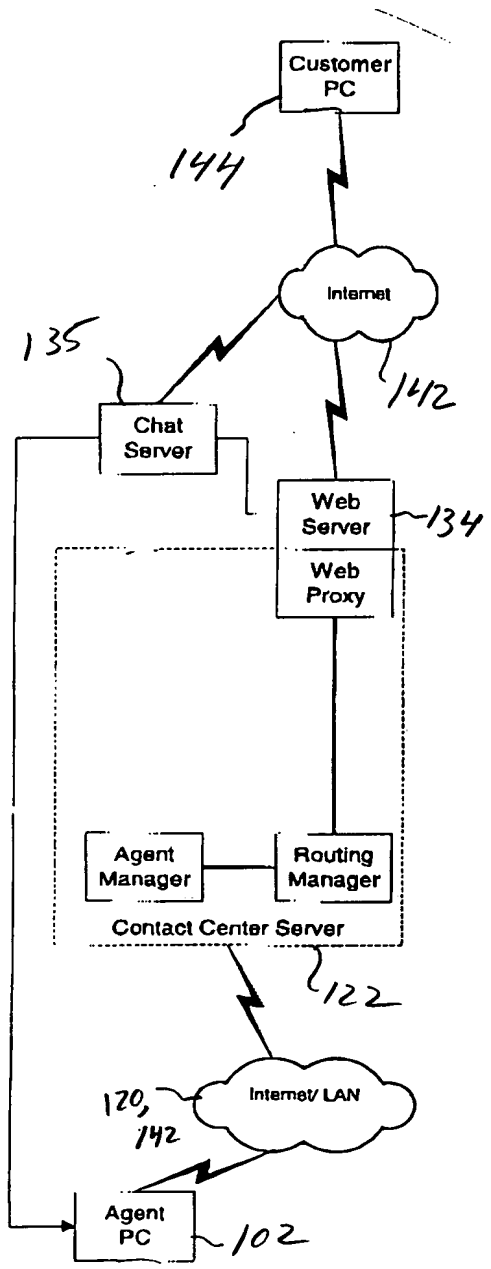 Customer
PC
144
Internet
135
142
Chat
Server
Web
Server
134
Web
Proxy
Agent
Manager
Routing
Manager
Contact Center Server
122
Internet/ LAN
120,
142
Agent
PC
102